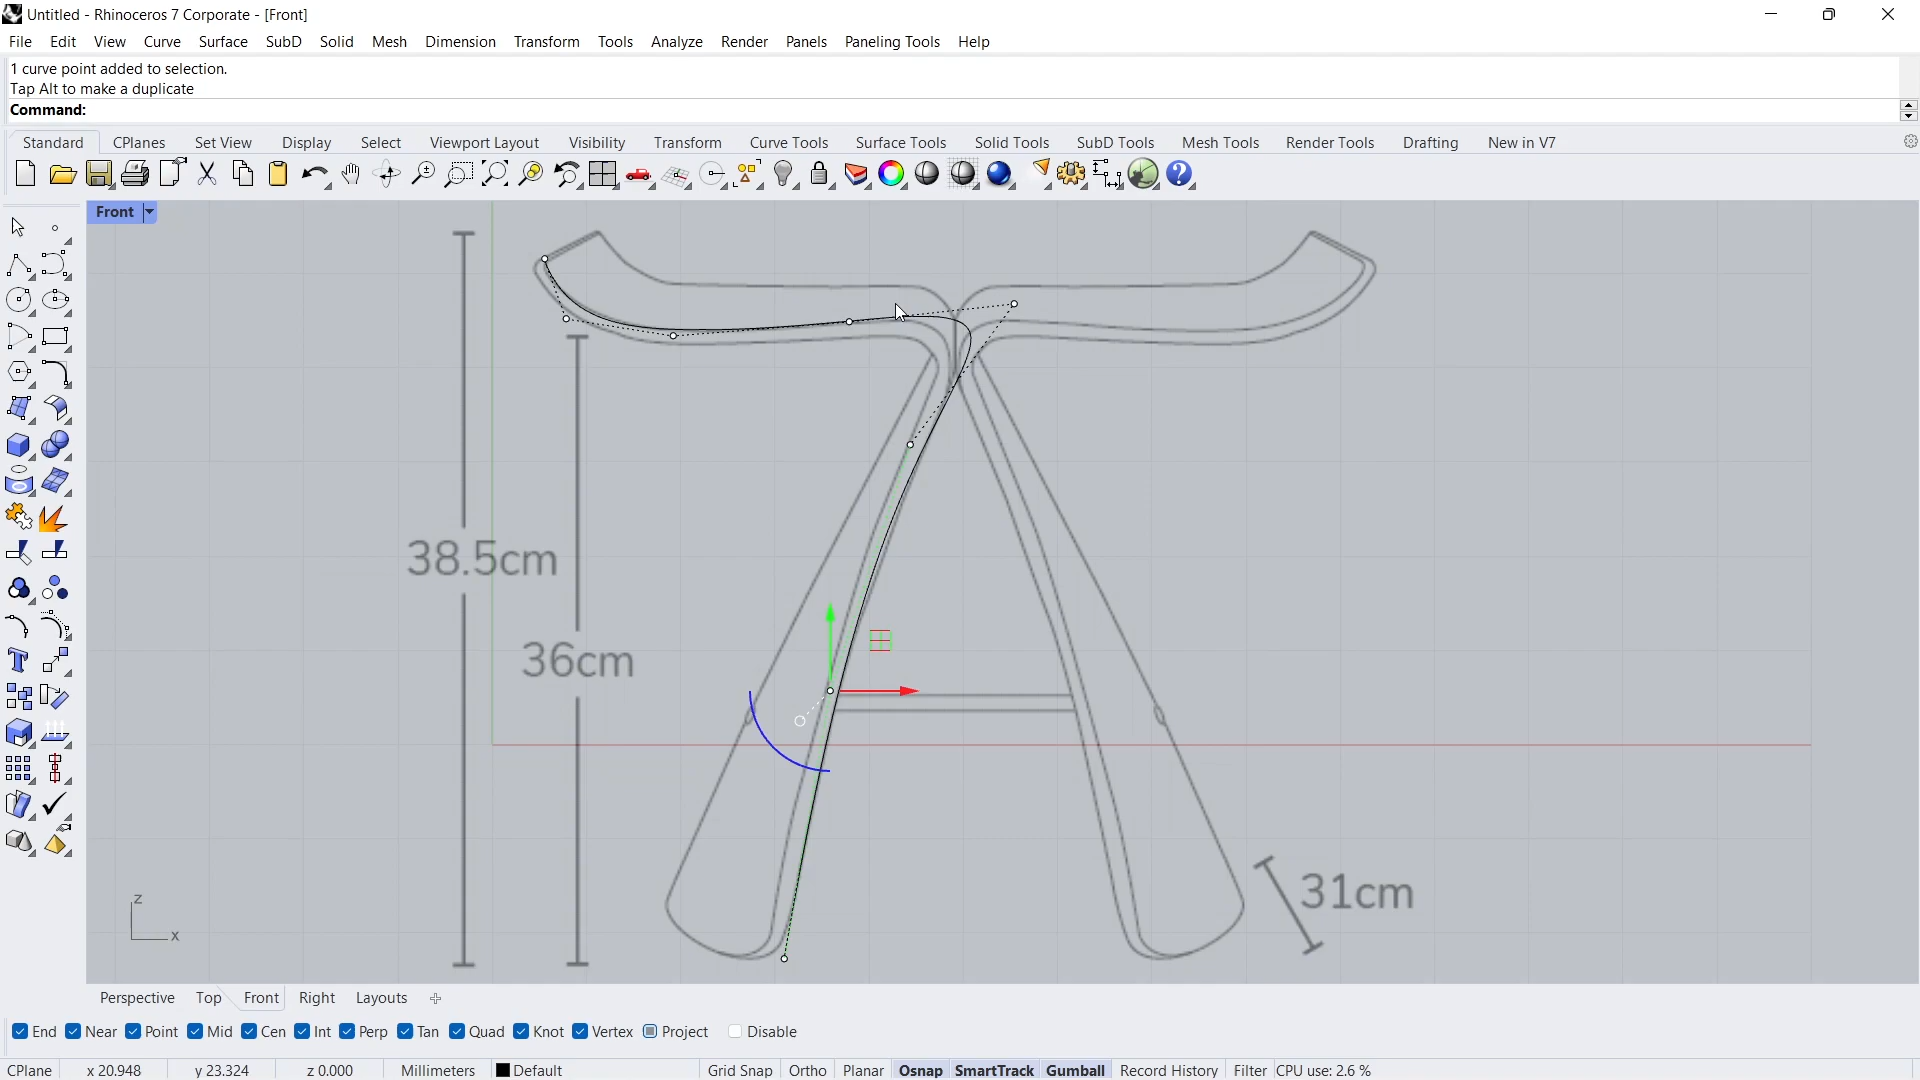 Untitled - Rhinoceros 7 Corporate - [Front]
File Edit View Curve Surface SubD Solid Mesh Dimension Transform Tools Analyze Render Panels Paneling Tools Help
1 curve point added to selection.
Tap Alt to make a duplicate
Command:
Standard CPlanes Set View Display Select Viewport Layout Visibility Transform Curve Tools Surface Tools Solid Tools SubD Tools Mesh Tools Render Tools Drafting New in V7
Front
38.5cm
36cm
31cm
z
x
Perspective Top Front Right Layouts
End Near Point Mid Cen Int Perp Tan Quad Knot Vertex Project Disable
CPlane x 20.948 y 23.324 z 0.000 Millimeters Default Grid Snap Ortho Planar Osnap SmartTrack Gumball Record History Filter CPU use: 2.6 %